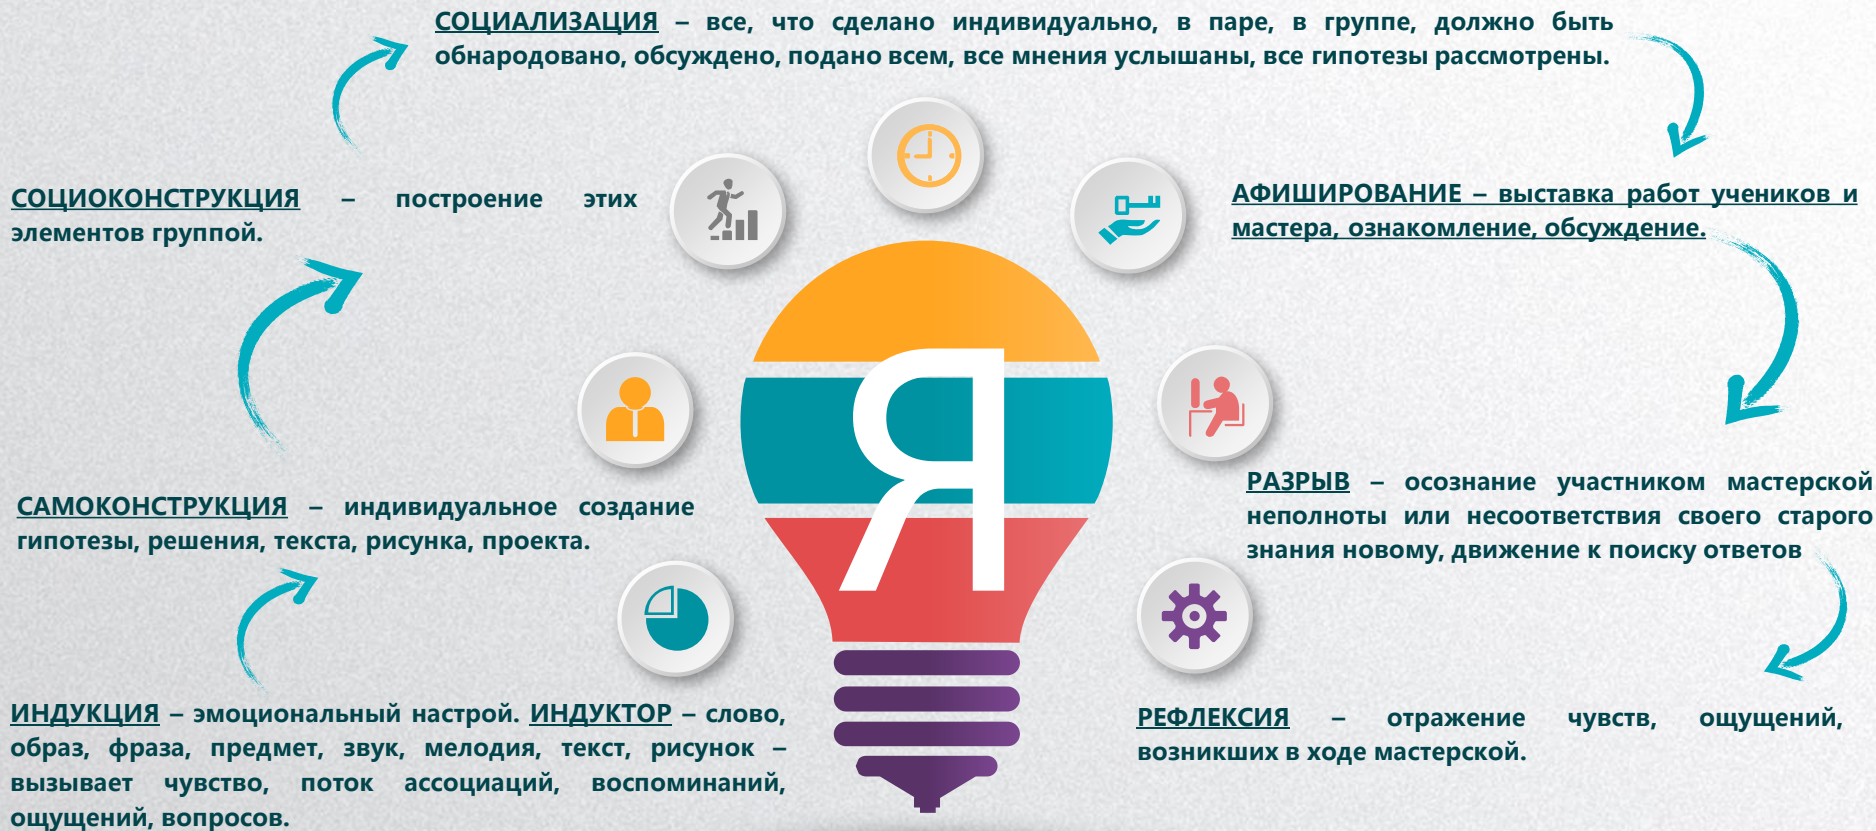 СОЦИАЛИЗАЦИЯ – все, что сделано индивидуально, в паре, в группе, должно быть
обнародовано, обсуждено, подано всем, все мнения услышаны, все гипотезы рассмотрены.
СОЦИОКОНСТРУКЦИЯ – построение этих
элементов группой.
АФИШИРОВАНИЕ – выставка работ учеников и
мастера, ознакомление, обсуждение.
Я
САМОКОНСТРУКЦИЯ – индивидуальное создание
гипотезы, решения, текста, рисунка, проекта.
РАЗРЫВ – осознание участником мастерской
неполноты или несоответствия своего старого
знания новому, движение к поиску ответов
ИНДУКЦИЯ – эмоциональный настрой. ИНДУКТОР – слово,
образ, фраза, предмет, звук, мелодия, текст, рисунок –
вызывает чувство, поток ассоциаций, воспоминаний,
ощущений, вопросов.
РЕФЛЕКСИЯ – отражение чувств, ощущений,
возникших в ходе мастерской.